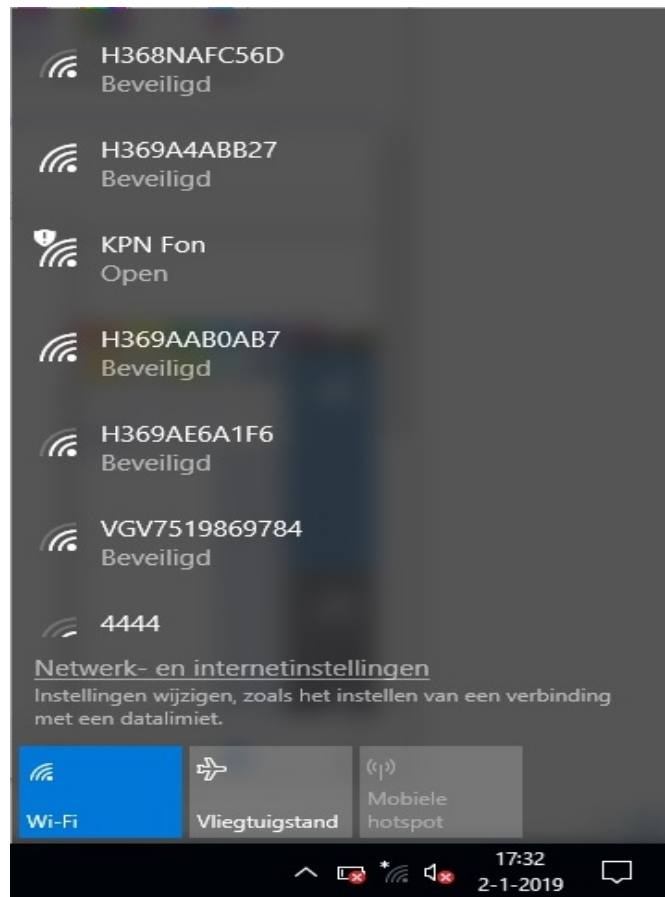 H368NAFC56D
Beveiligd
H369A4ABB27
Beveiligd
KPN Fon
Open
H369AAB0AB7
Beveiligd
H369AE6A1F6
Beveiligd
VGV7519869784
Beveiligd
4444
Netwerk- en internetinstellingen
Instellingen wijzigen, zoals het instellen van een verbinding
met een datalimiet.
Wi-Fi
Vliegtuigstand
Mobiele
hotspot
17:32
2-1-2019